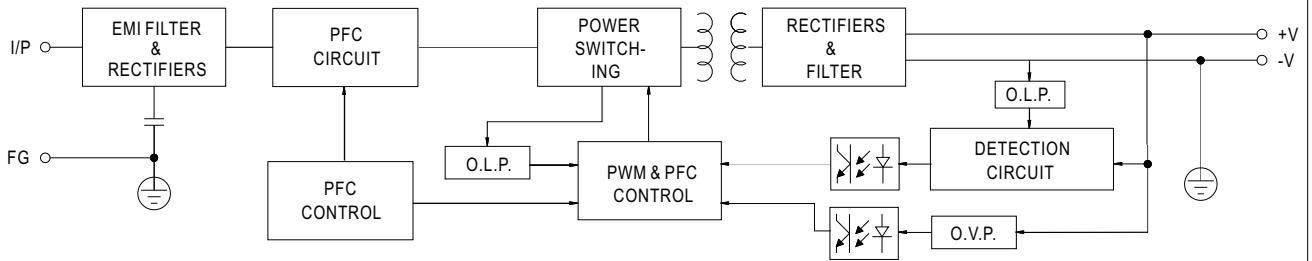 I/P
EMI FILTER
&
RECTIFIERS
PFC
CIRCUIT
POWER
SWITCH-
ING
RECTIFIERS
&
FILTER
+V
-V
O.L.P.
FG
O.L.P.
PWM & PFC
CONTROL
DETECTION
CIRCUIT
PFC
CONTROL
O.V.P.